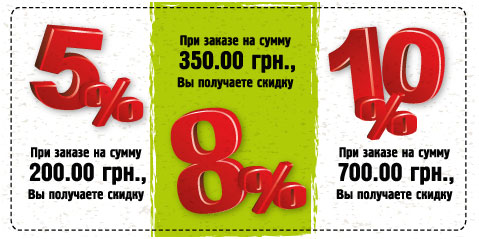 5%
При заказе на сумму
200.00 грн.,
Вы получаете скидку
При заказе на сумму
350.00 грн.,
Вы получаете скидку
8%
10%
При заказе на сумму
700.00 грн.,
Вы получаете скидку